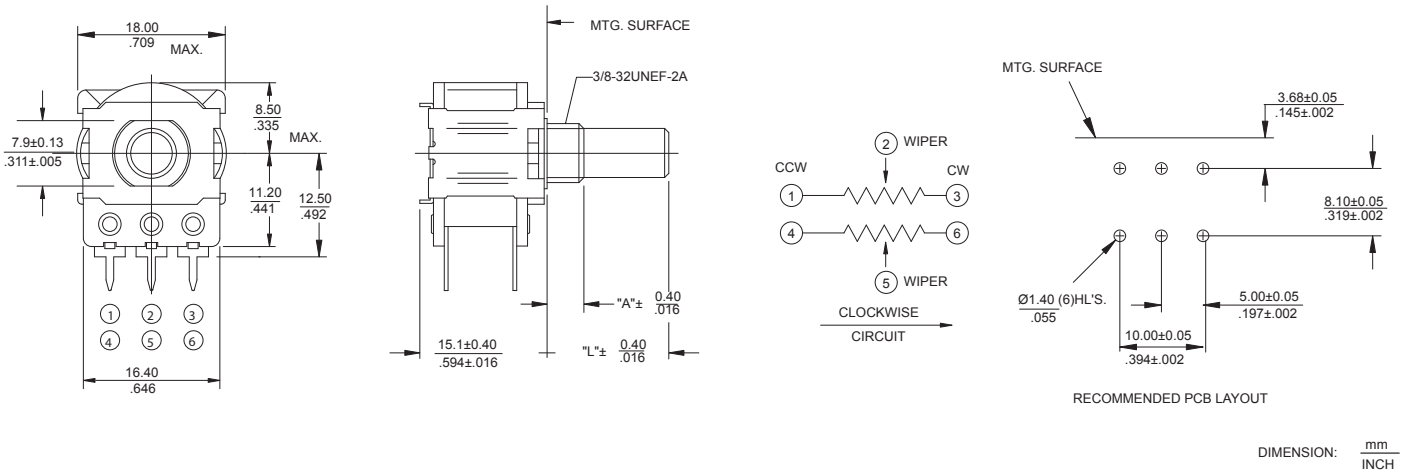 18.00
.709
MAX.
8.50
.335
MAX.
7.9±0.13
.311±.005
11.20
.441
12.50
.492
1 2 3
4 5 6
16.40
.646
MTG. SURFACE
3/8-32UNEF-2A
"A"± 0.40
.016
15.1±0.40
.594±.016
"L"± 0.40
.016
2 WIPER
CCW
CW
1
3
4
6
5 WIPER
CLOCKWISE
CIRCUIT
MTG. SURFACE
3.68±0.05
.145±.002
8.10±0.05
.319±.002
Ø1.40 (6)HL'S.
.055
5.00±0.05
.197±.002
10.00±0.05
.394±.002
RECOMMENDED PCB LAYOUT
DIMENSION: mm
INCH